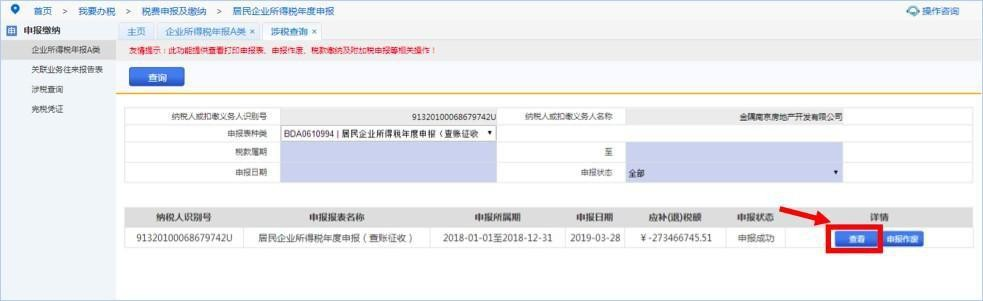 首页 > 我要办税 > 税费申报及缴纳 > 居民企业所得税年度申报 操作咨询
申报缴纳
企业所得税年报A类
关联业务往来报告表
涉税查询
完税凭证
主页 企业所得税年报A类 × 涉税查询 ×
友情提示：此功能提供查看打印申报表、申报作废、税款缴纳及附加税申报等相关操作！
查询
纳税人或扣缴义务人识别号 91320100068679742U 纳税人或扣缴义务人名称 金隅南京房地产开发有限公司
申报表种类 BDA0610994 | 居民企业所得税年度申报（查账征收
税款属期 至
申报日期 申报状态 全部
纳税人识别号 申报报表名称 申报所属期 申报日期 应补(退)税额 申报状态 详情
91320100068679742U 居民企业所得税年度申报（查账征收） 2018-01-01至2018-12-31 2019-03-28 ￥-273466745.51 申报成功 查看 申报作废